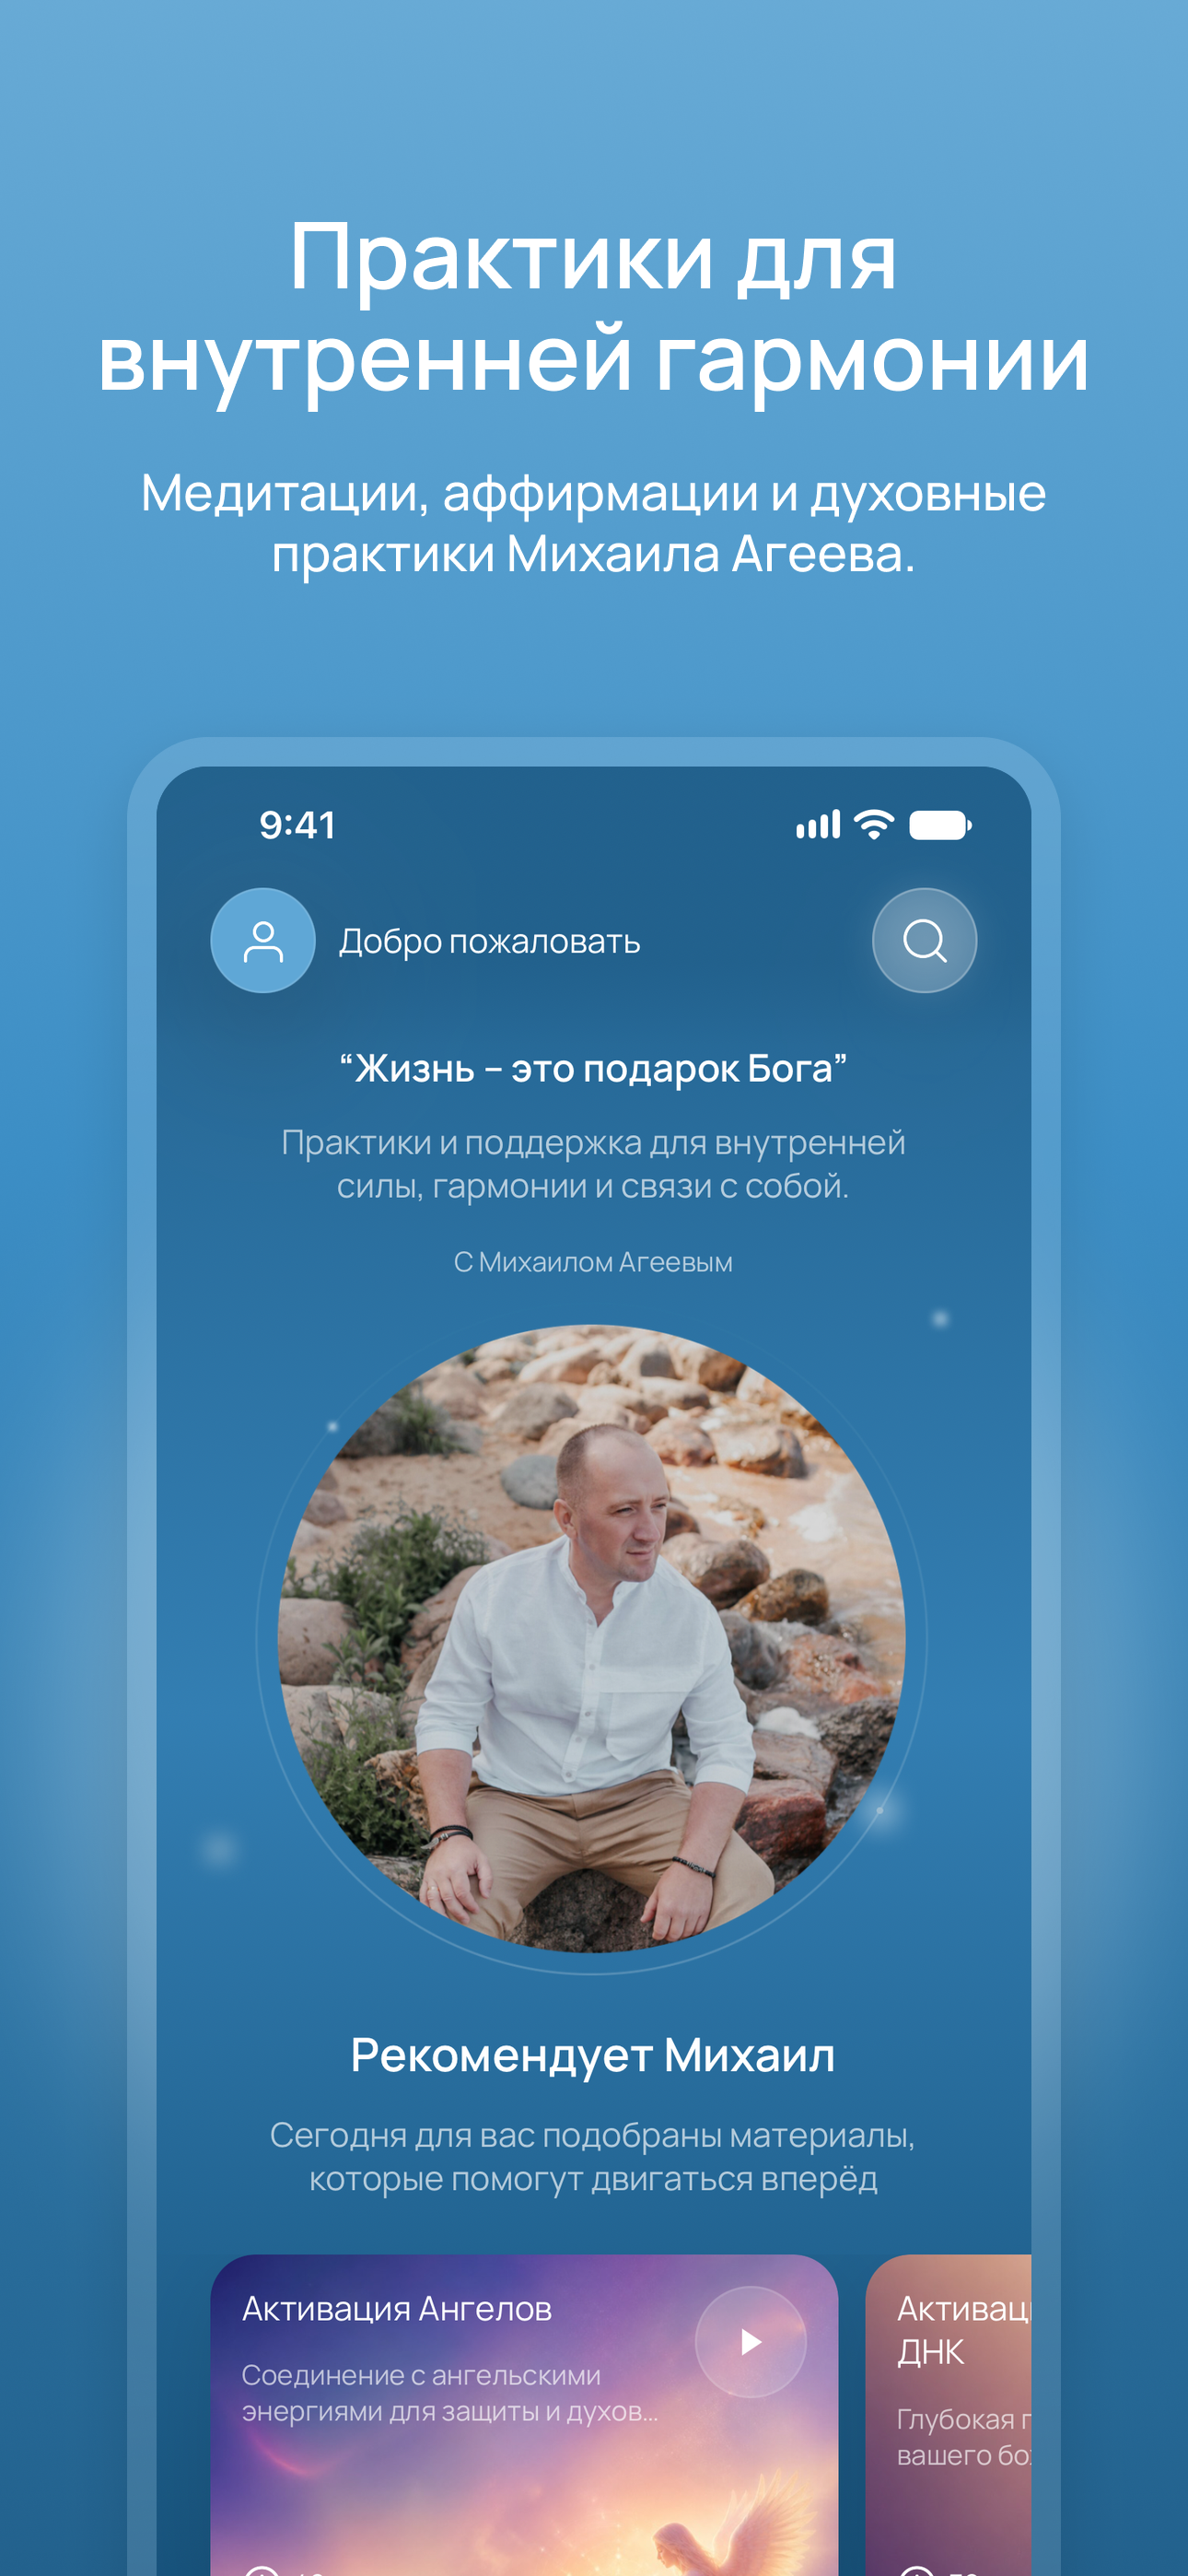 Практики для
внутренней гармонии
Медитации, аффирмации и духовные
практики Михаила Агеева.
9:41
Добро пожаловать
“Жизнь – это подарок Бога”
Практики и поддержка для внутренней
силы, гармонии и связи с собой.
С Михаилом Агеевым
Рекомендует Михаил
Сегодня для вас подобраны материалы,
которые помогут двигаться вперёд
Активация Ангелов
Соединение с ангельскими
энергиями для защиты и духов...
ДНК
Глубокая
вашего